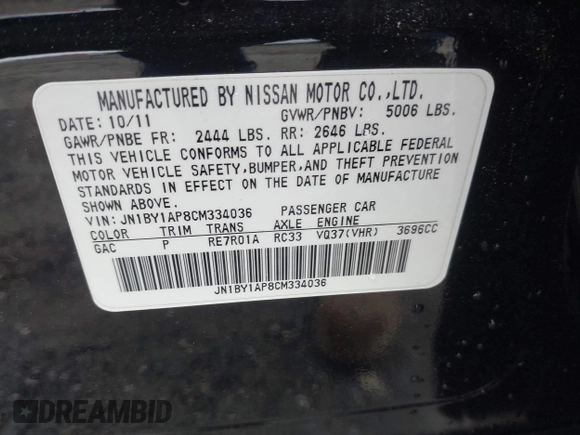 MANUFACTURED BY NISSAN MOTOR CO.,LTD.
DATE: 10/11 GVWR/PNBV: 5006 LBS.
GAWR/PNBE FR: 2444 LBS. RR: 2646 LPS.
THIS VEHICLE CONFORMS TO ALL APPLICABLE FEDERAL
MOTOR VEHICLE SAFETY,BUMPER,AND THEFT PREVENTION
STANDARDS IN EFFECT ON THE DATE OF MANUFACTURE
SHOWN ABOVE.
VIN: JN1BY1AP8CM334036 PASSENGER CAR
COLOR TRIM TRANS AXLE ENGINE
GAC P RE7R01A RC33 VQ37(VHR) 3696CC
JN1BY1AP8CM334036
DREAMBID